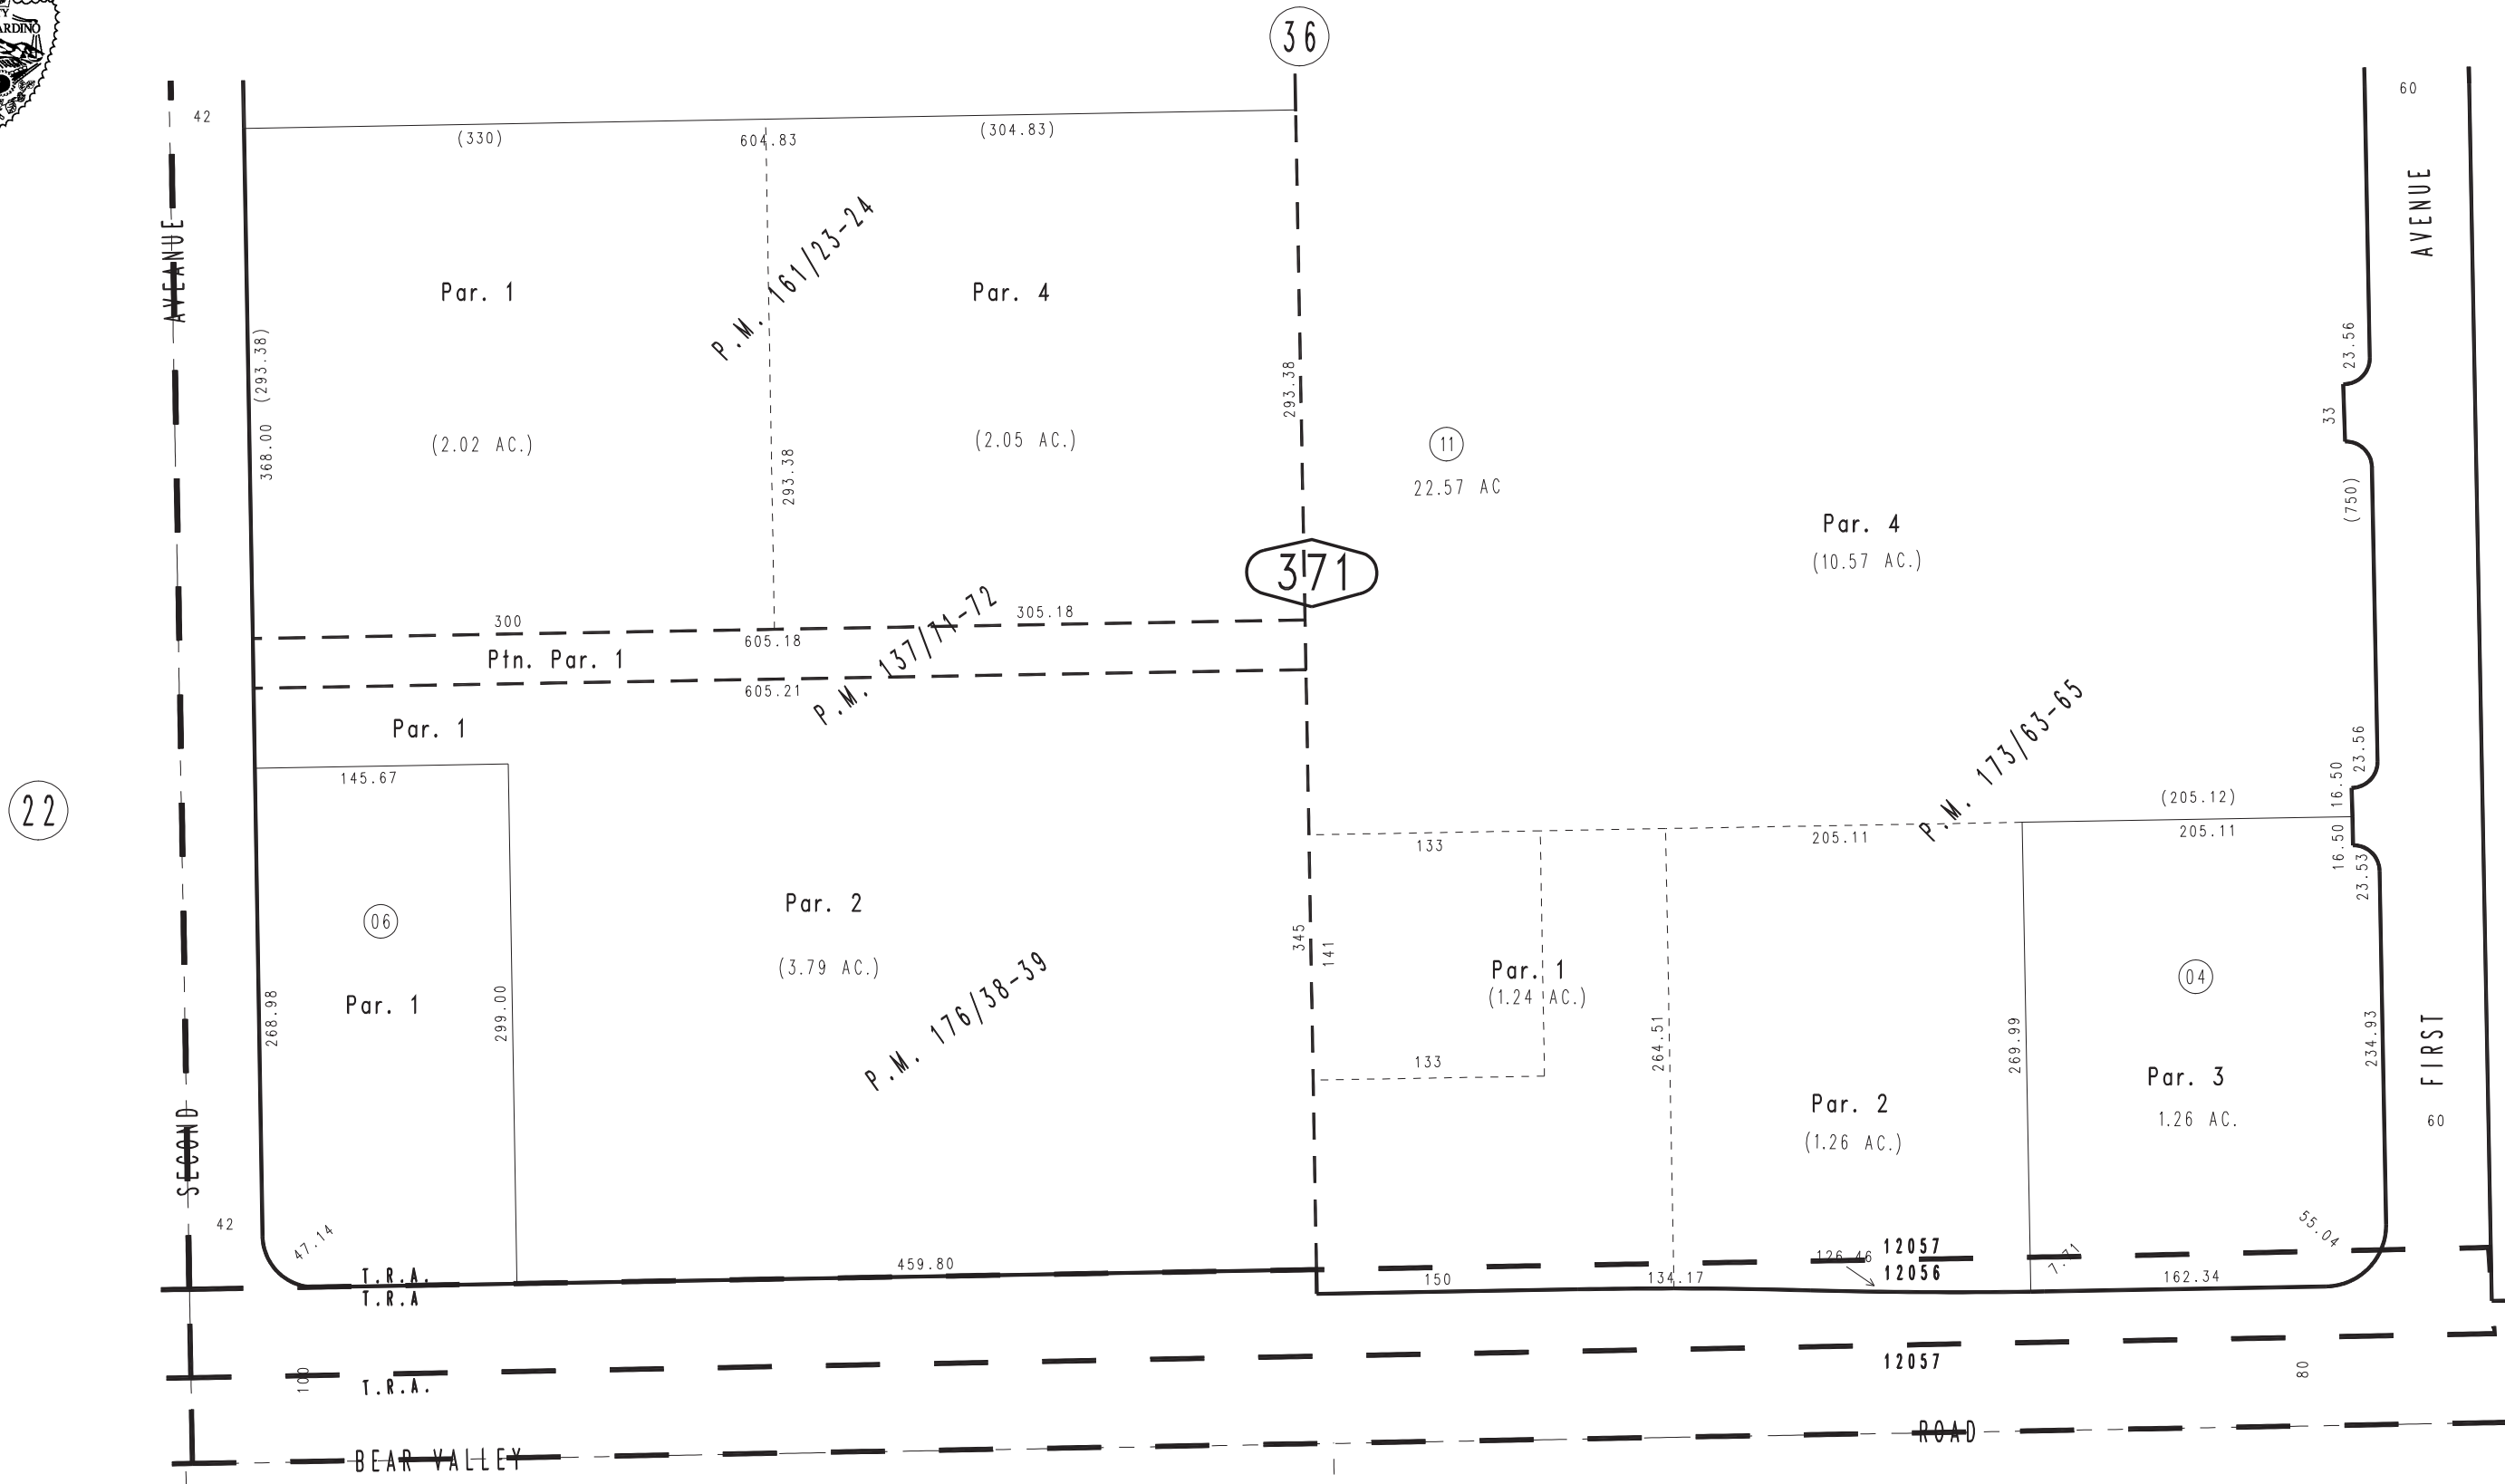 ARDINO
36
42
60
(330)
604.83
(304.83)
AVEANUE
AVENUE
P.M. 161/23-24
Par. 1
Par. 4
(293.38)
368.00
293.38
23.56
33
(2.02 AC.)
(2.05 AC.)
293.38
11
22.57 AC
(750)
Par. 4
(10.57 AC.)
371
300
305.18
605.18
Ptn. Par. 1
P.M. 137/71-72
605.21
Par. 1
P.M. 173/63-65
23.56
16.50
145.67
22
(205.12)
133
205.11
205.11
16.50
23.53
Par. 2
06
(3.79 AC.)
345
141
Par. 1
(1.24 AC.)
04
P.M. 176/38-39
Par. 1
268.98
299.00
264.51
269.99
234.93
FIRST
133
Par. 3
Par. 2
1.26 AC.
60
(1.26 AC.)
SECOND
42
47.14
55.04
459.80
12057
126.46
7.71
T.R.A.
12056
150
134.17
162.34
T.R.A
12057
100
T.R.A.
80
BEAR VALLEY
ROAD